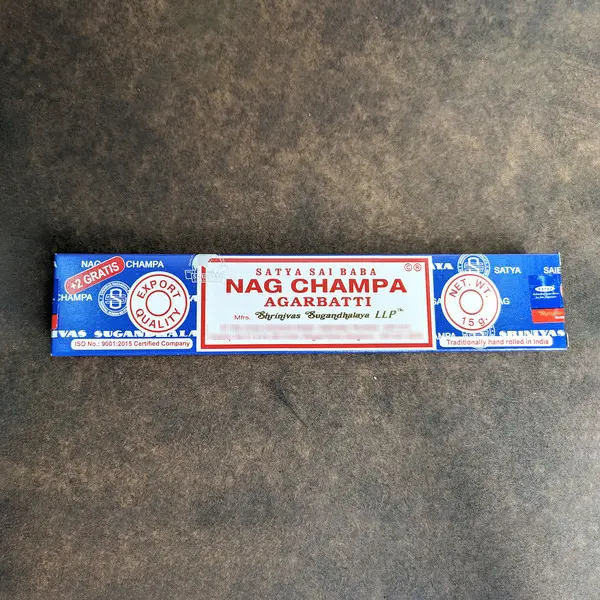 NAG CHAMPA
+2 GRATIS
CHAMPA
EXPORT QUALITY
SATYA SAI BABA
©®
NAG CHAMPA
AGARBATTI
Mfrs. Shrinivas Sugandhalaya LLP™
SATYA
NET. WT.
15 g.
ISO No.: 9001:2015 Certified Company
Traditionally hand rolled in India